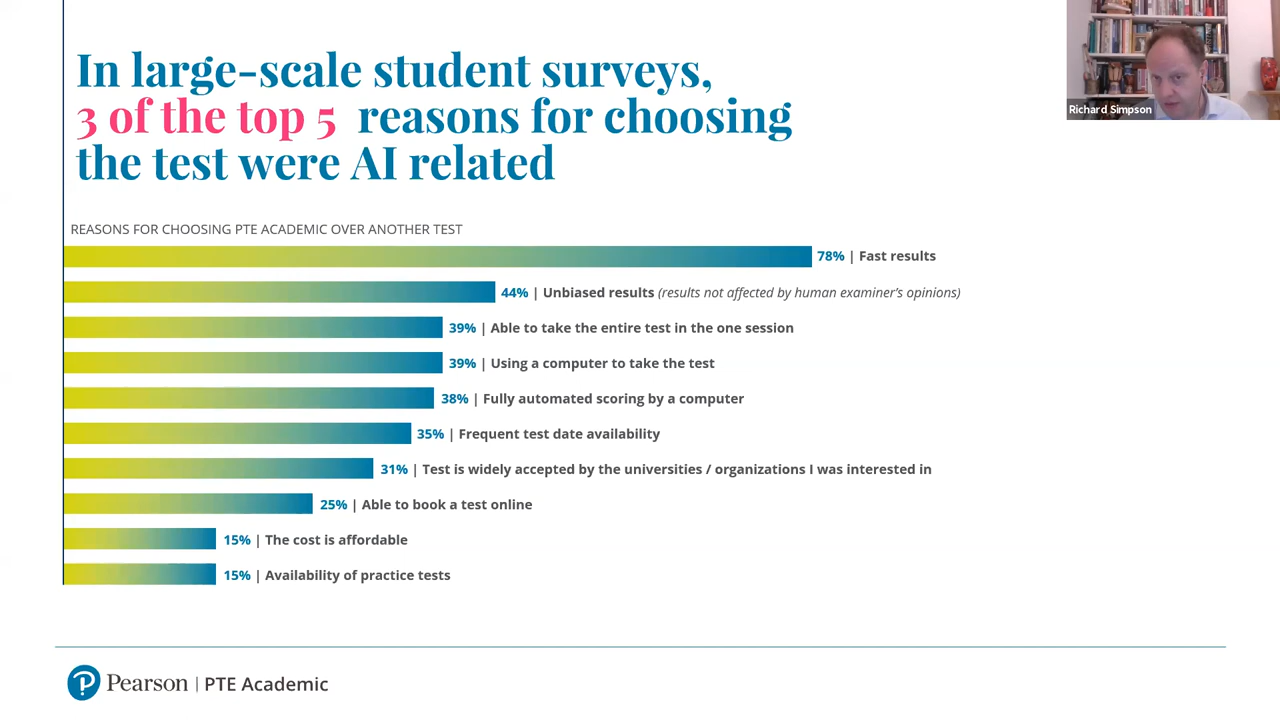 In large-scale student surveys,
3 of the top 5 reasons for choosing
the test were AI related
Richard Simpson
REASONS FOR CHOOSING PTE ACADEMIC OVER ANOTHER TEST
78% | Fast results
44% | Unbiased results (results not affected by human examiner's opinions)
39% | Able to take the entire test in the one session
39% | Using a computer to take the test
38% | Fully automated scoring by a computer
35% | Frequent test date availability
31% | Test is widely accepted by the universities / organizations I was interested in
25% | Able to book a test online
15% | The cost is affordable
15% | Availability of practice tests
Pearson | PTE Academic